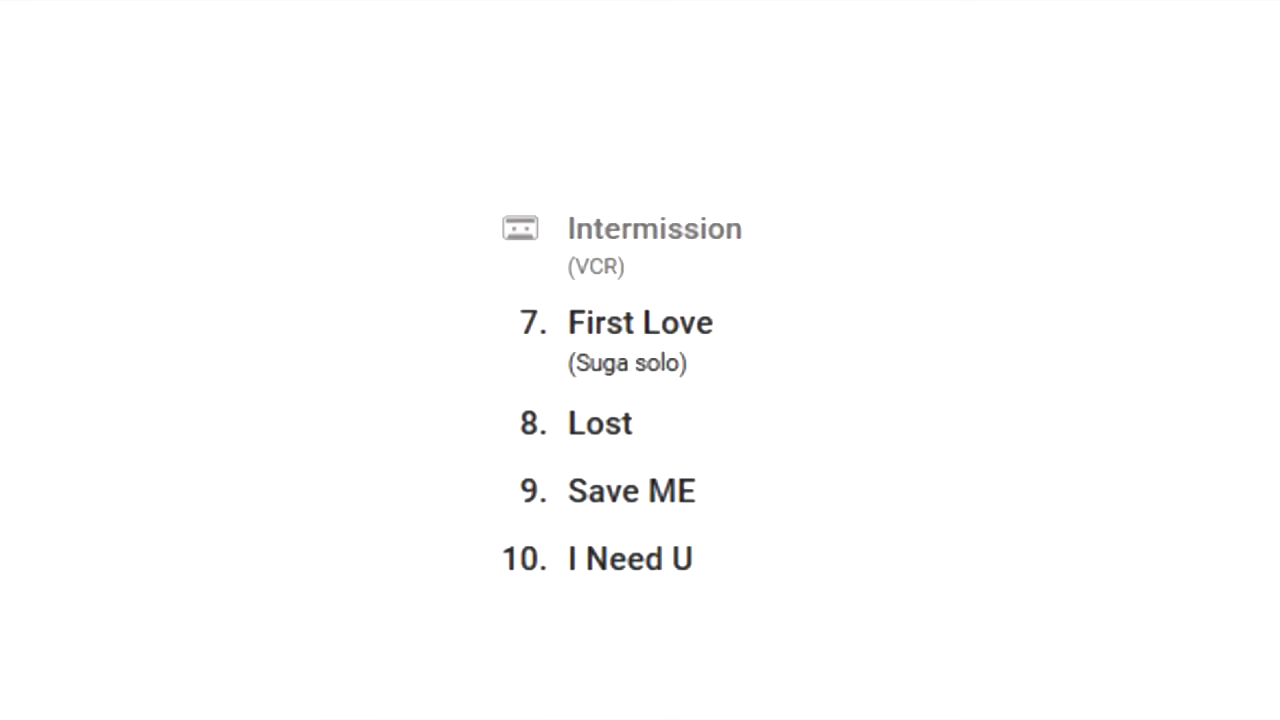 Intermission
(VCR)
7. First Love
(Suga solo)
8. Lost
9. Save ME
10. I Need U